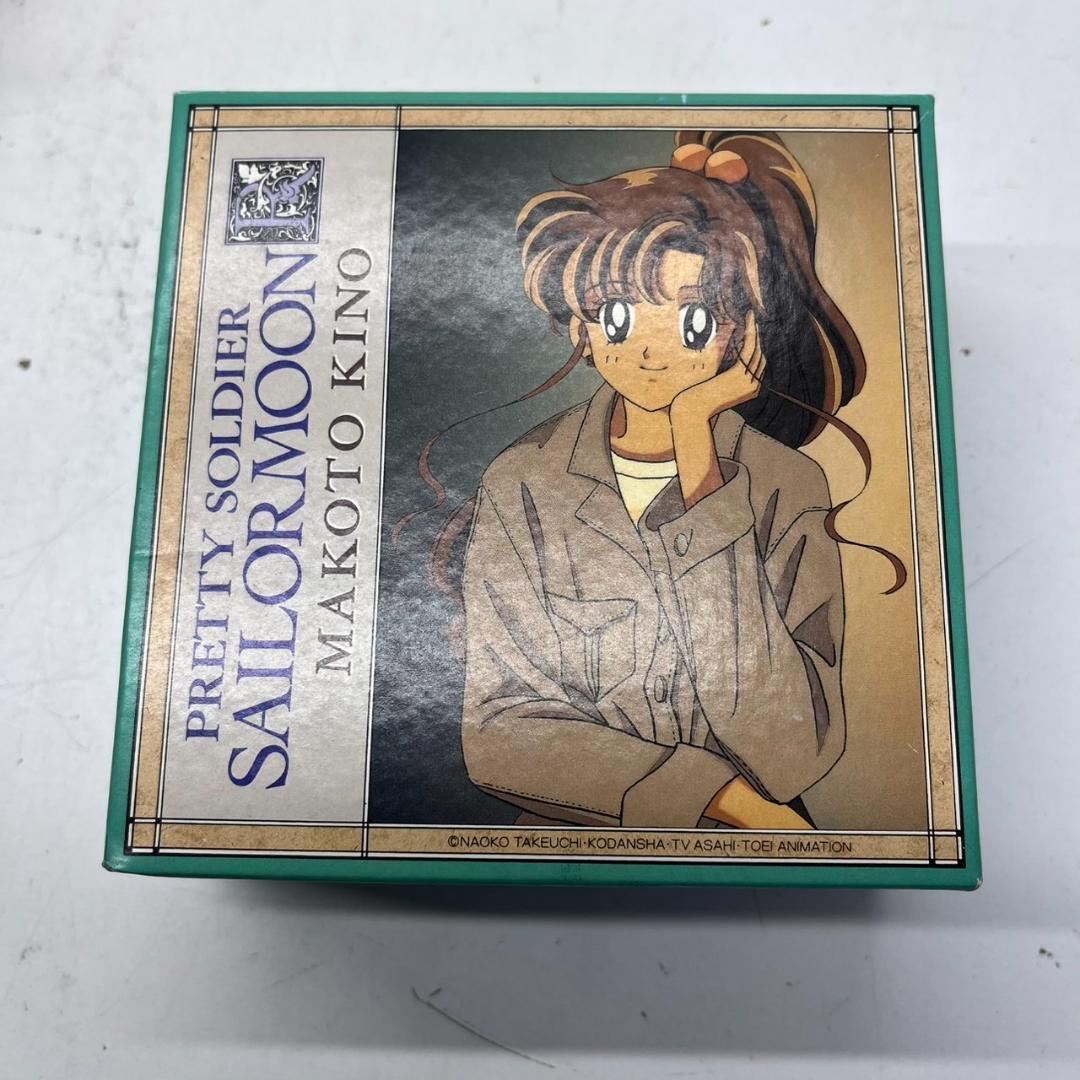 PRETTY SOLDIER
SAILORMOON R
MAKOTO KINO
©NAOKO TAKEUCHI·KODANSHA·TV ASAHI·TOEI ANIMATION